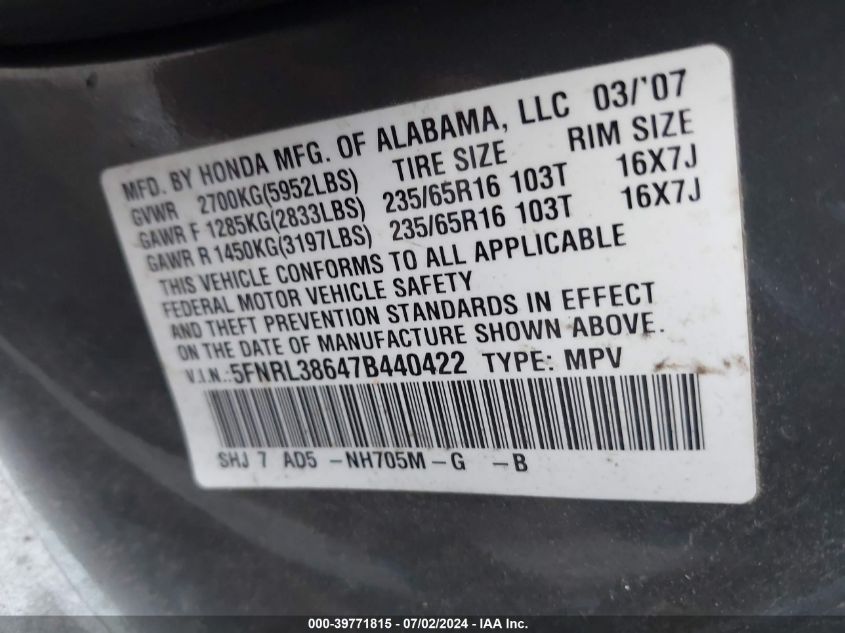 MFD. BY HONDA MFG. OF ALABAMA, LLC 03/'07
GVWR 2700KG(5952LBS) TIRE SIZE RIM SIZE
GAWR F 1285KG(2833LBS) 235/65R16 103T 16X7J
GAWR R 1450KG(3197LBS) 235/65R16 103T 16X7J
THIS VEHICLE CONFORMS TO ALL APPLICABLE
FEDERAL MOTOR VEHICLE SAFETY
AND THEFT PREVENTION STANDARDS IN EFFECT
ON THE DATE OF MANUFACTURE SHOWN ABOVE.
V.I.N.:5FNRL38647B440422 TYPE: MPV
SHJ 7 AD5 -NH705M-G -B
000-39771815 - 07/02/2024 - IAA Inc.